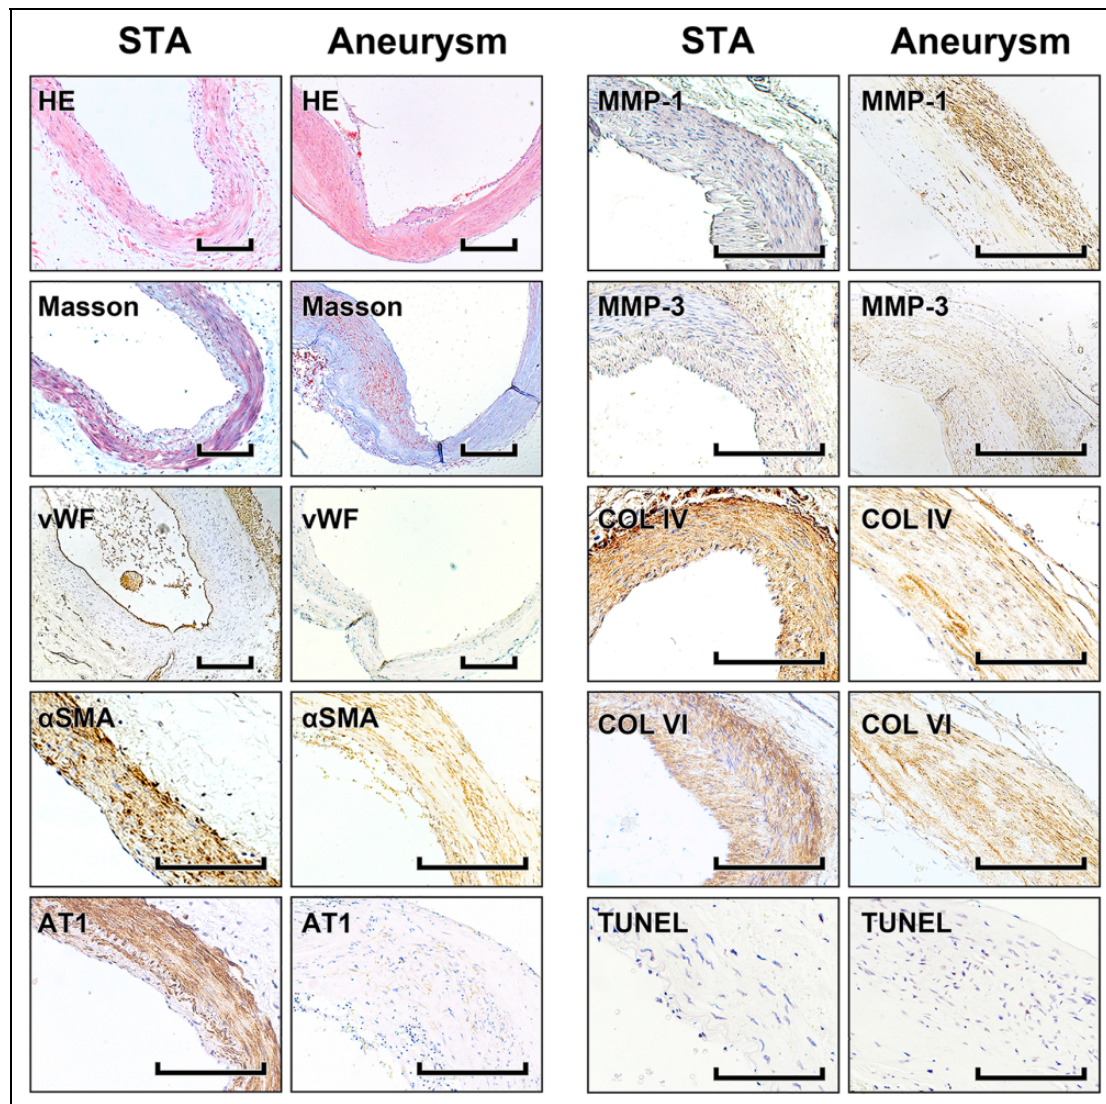 STA Aneurysm STA Aneurysm
HE HE MMP-1 MMP-1
Masson Masson MMP-3 MMP-3
vWF vWF COL IV COL IV
αSMA αSMA COL VI COL VI
AT1 AT1 TUNEL TUNEL